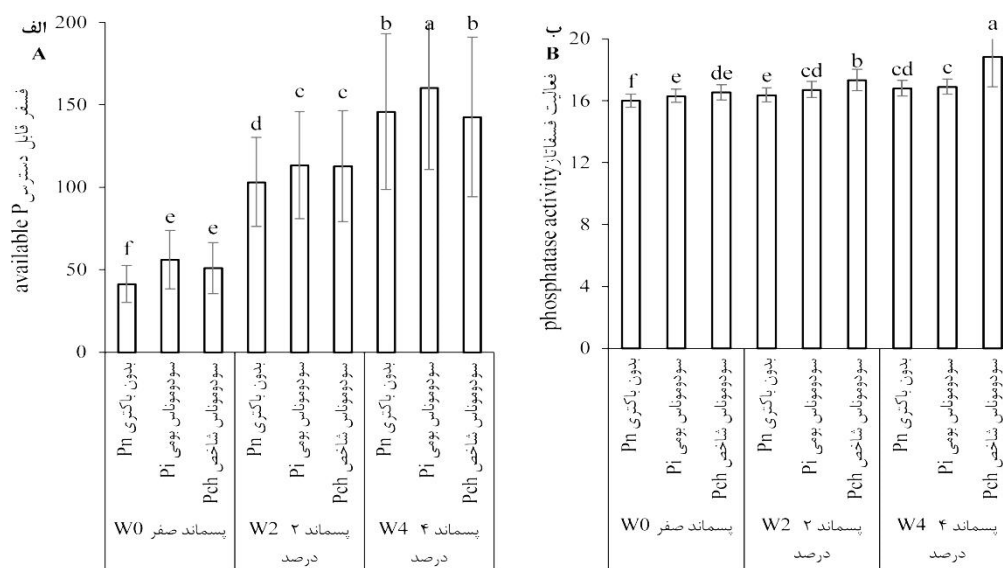 الف
A
فسفر قابل دسترس
available P
200
150
100
50
0
f
e
e
d
c
c
b
a
b
بدون باکتری Pn
سودوموناس بومی Pi
سودوموناس شاخص Pch
بدون باکتری Pn
سودوموناس بومی Pi
سودوموناس شاخص Pch
بدون باکتری Pn
سودوموناس بومی Pi
سودوموناس شاخص Pch
پسماند صفر W0
پسماند ۲ W2
درصد
پسماند ۴ W4
درصد
ب
B
فعالیت فسفاتاز
phosphatase activity
20
16
12
8
4
0
f
e
de
e
cd
b
cd
c
a
بدون باکتری Pn
سودوموناس بومی Pi
سودوموناس شاخص Pch
بدون باکتری Pn
سودوموناس بومی Pi
سودوموناس شاخص Pch
بدون باکتری Pn
سودوموناس بومی Pi
سودوموناس شاخص Pch
پسماند صفر W0
پسماند ۲ W2
درصد
پسماند ۴ W4
درصد